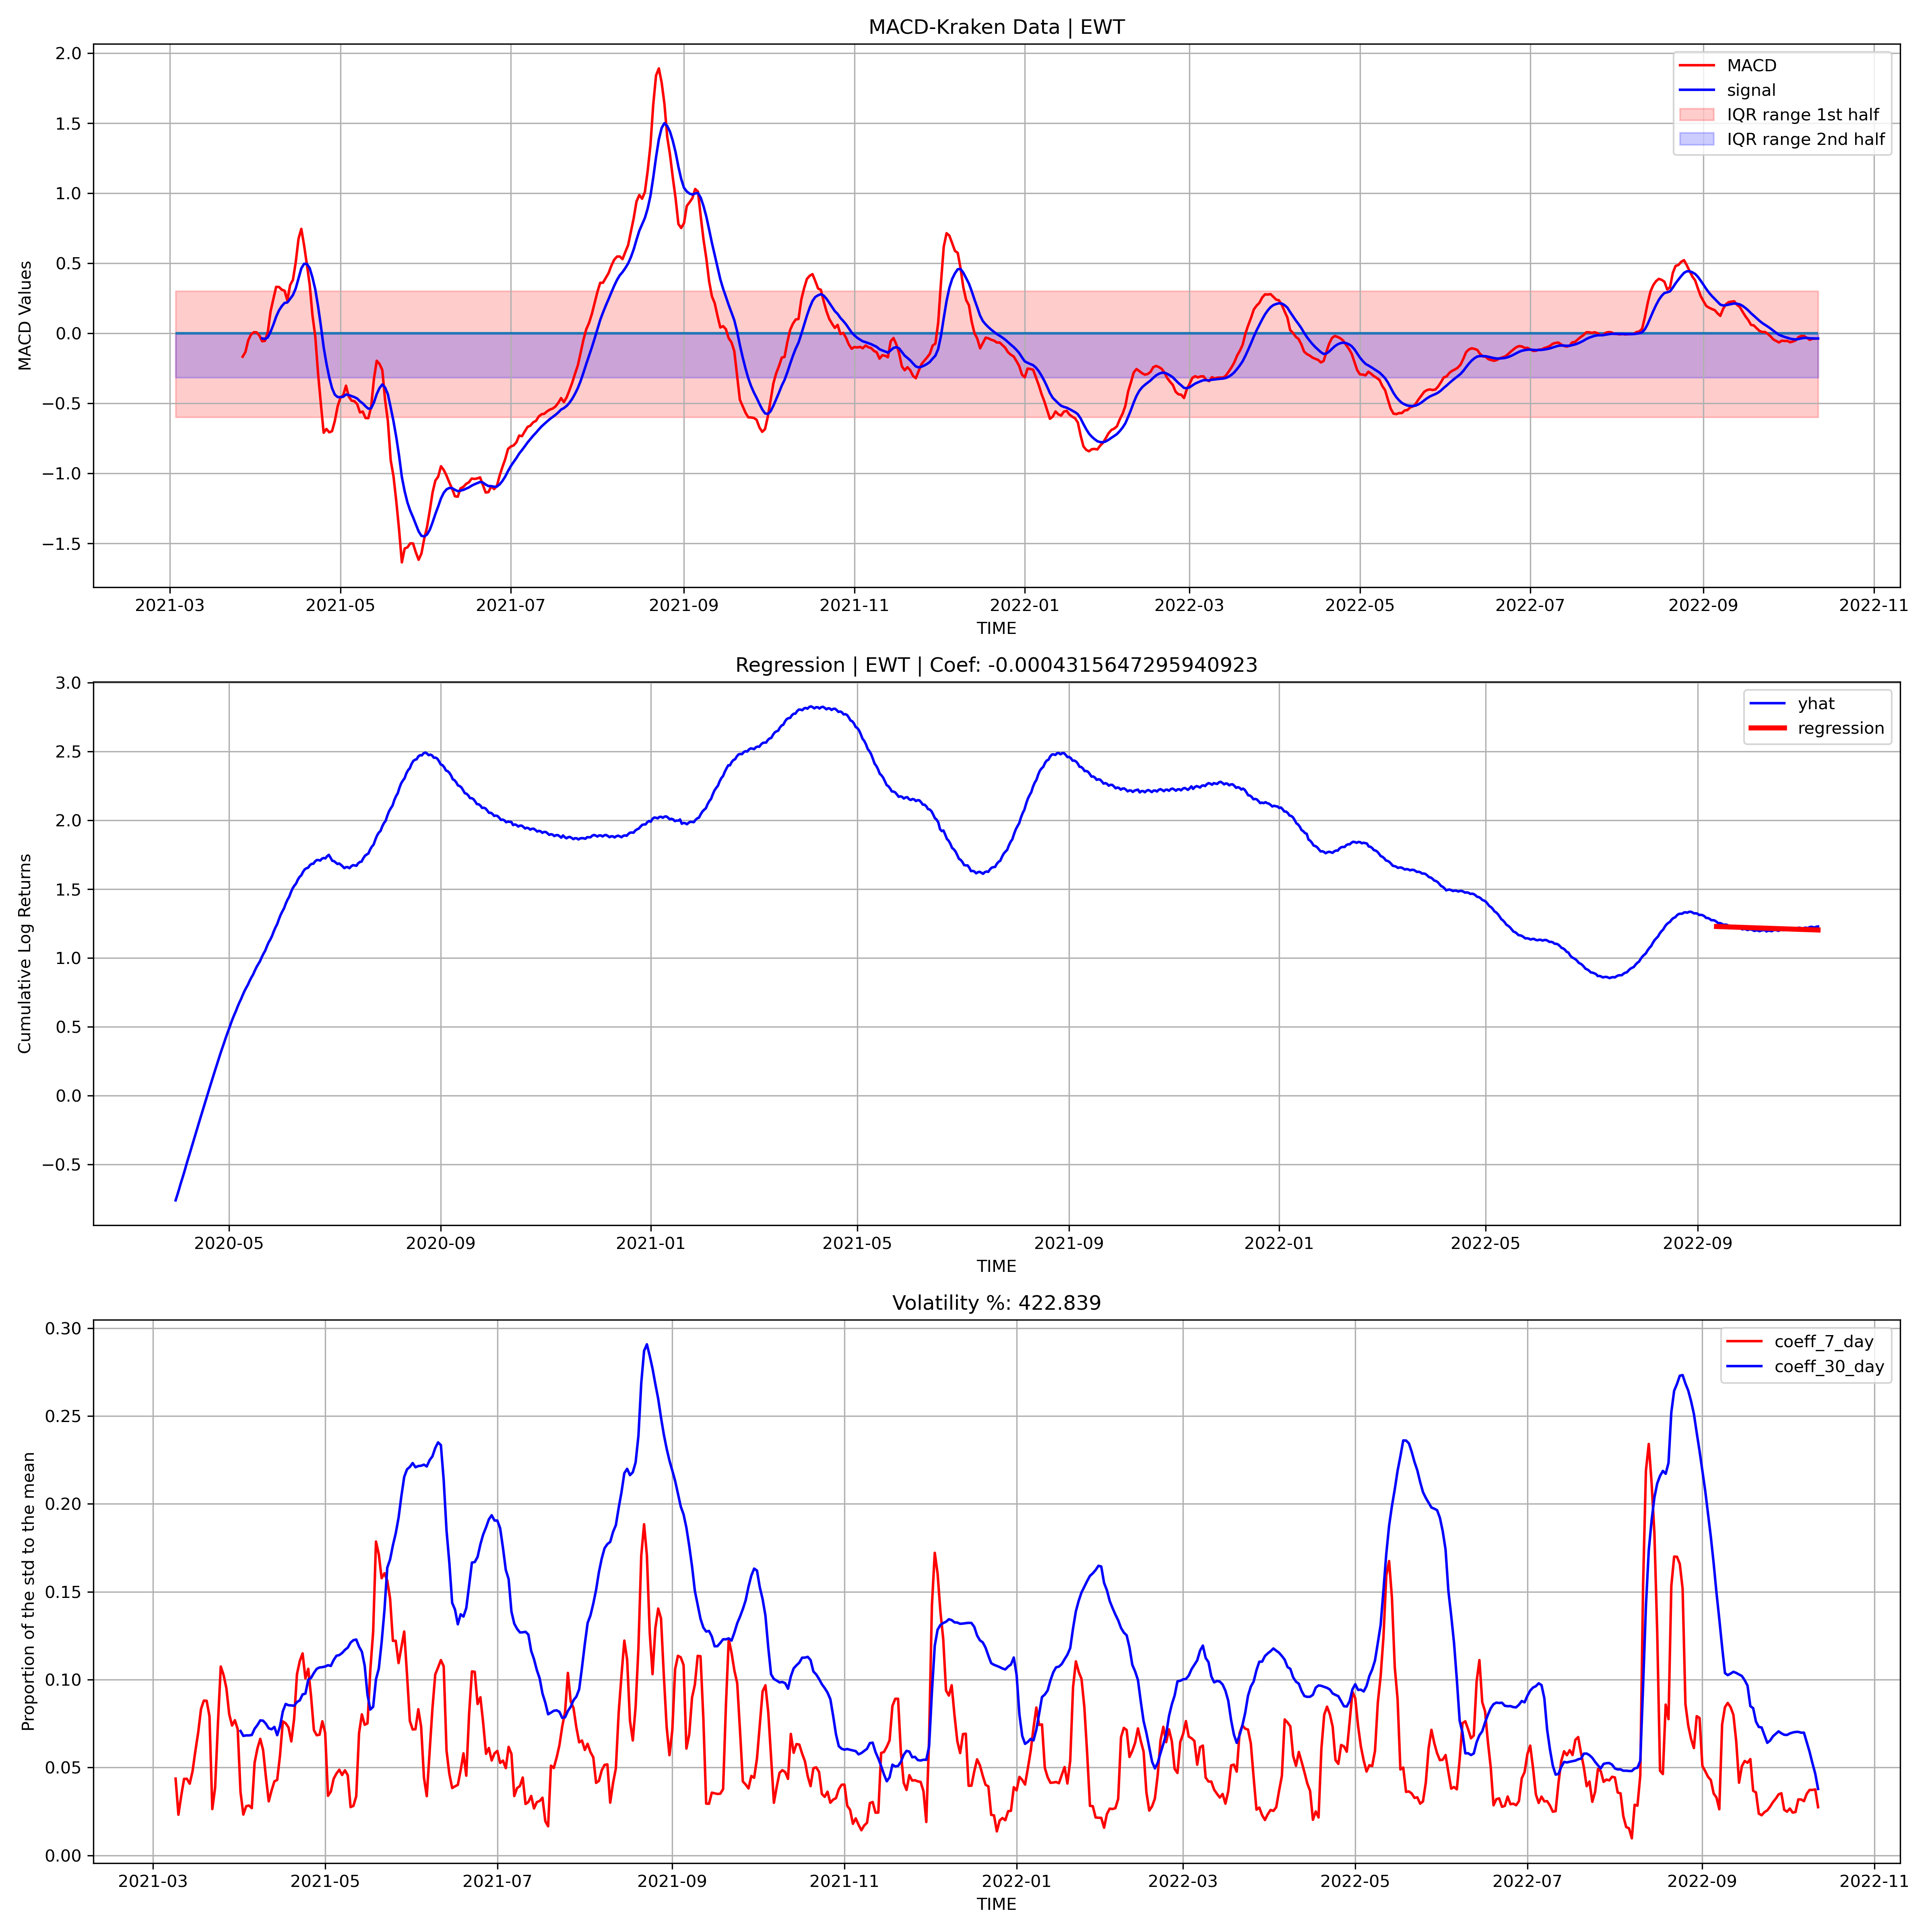 MACD-Kraken Data | EWT
2.0
1.5
1.0
0.5
0.0
−0.5
−1.0
−1.5
MACD Values
MACD
signal
IQR range 1st half
IQR range 2nd half
2021-03 2021-05 2021-07 2021-09 2021-11 2022-01 2022-03 2022-05 2022-07 2022-09 2022-11
TIME
Regression | EWT | Coef: -0.0004315647295940923
3.0
2.5
2.0
1.5
1.0
0.5
0.0
−0.5
Cumulative Log Returns
yhat
regression
2020-05 2020-09 2021-01 2021-05 2021-09 2022-01 2022-05 2022-09
TIME
Volatility %: 422.839
0.30
0.25
0.20
0.15
0.10
0.05
0.00
Proportion of the std to the mean
coeff_7_day
coeff_30_day
2021-03 2021-05 2021-07 2021-09 2021-11 2022-01 2022-03 2022-05 2022-07 2022-09 2022-11
TIME